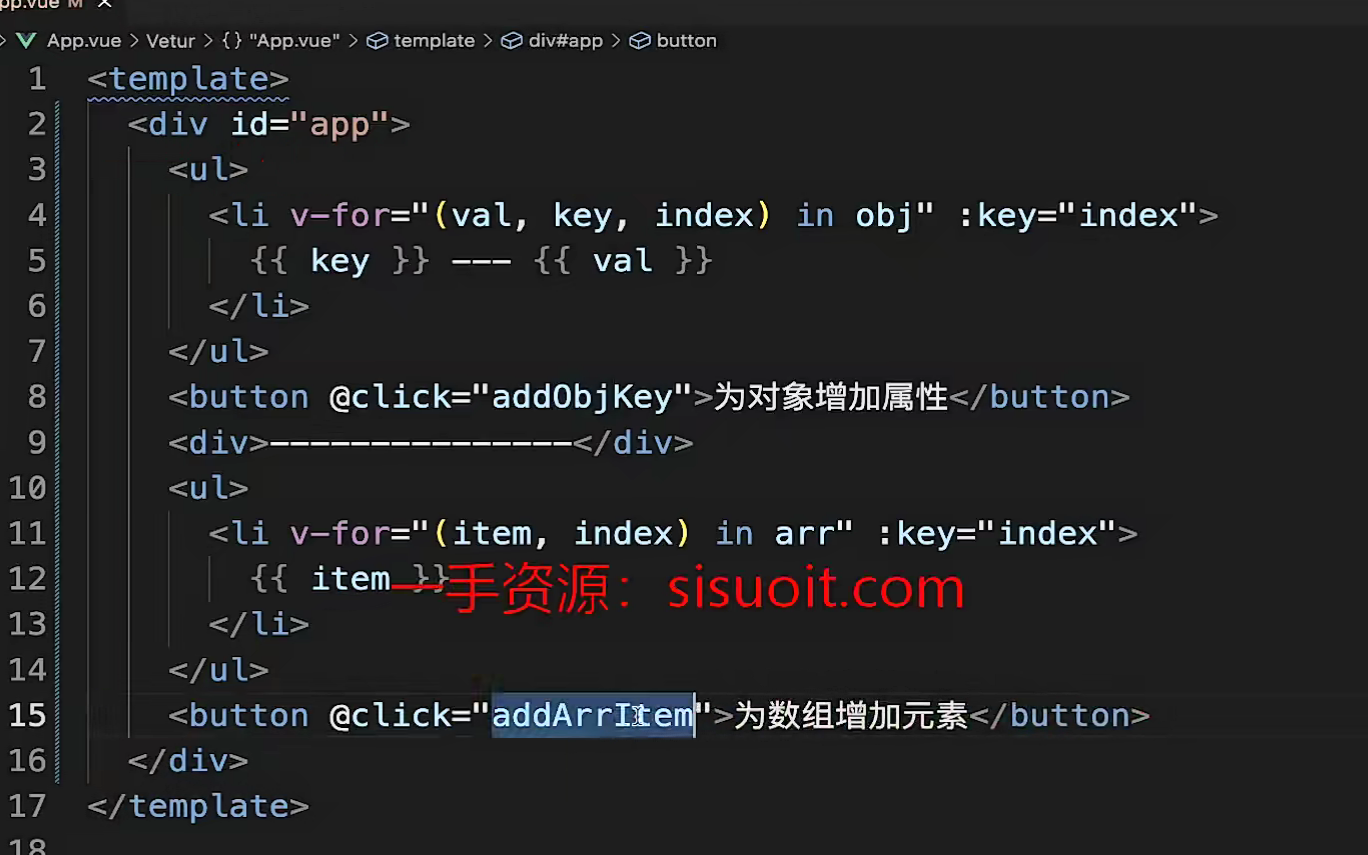 pp.vue M ×
> App.vue > Vetur > {} "App.vue" > template > div#app > button
1 <template>
2 <div id="app">
3 <ul>
4 <li v-for="(val, key, index) in obj" :key="index">
5 {{ key }} --- {{ val }}
6 </li>
7 </ul>
8 <button @click="addObjKey">为对象增加属性</button>
9 <div>---------------</div>
10 <ul>
11 <li v-for="(item, index) in arr" :key="index">
12 {{ item }}
一手资源：sisuoit.com
13 </li>
14 </ul>
15 <button @click="addArrItem">为数组增加元素</button>
16 </div>
17 </template>
18